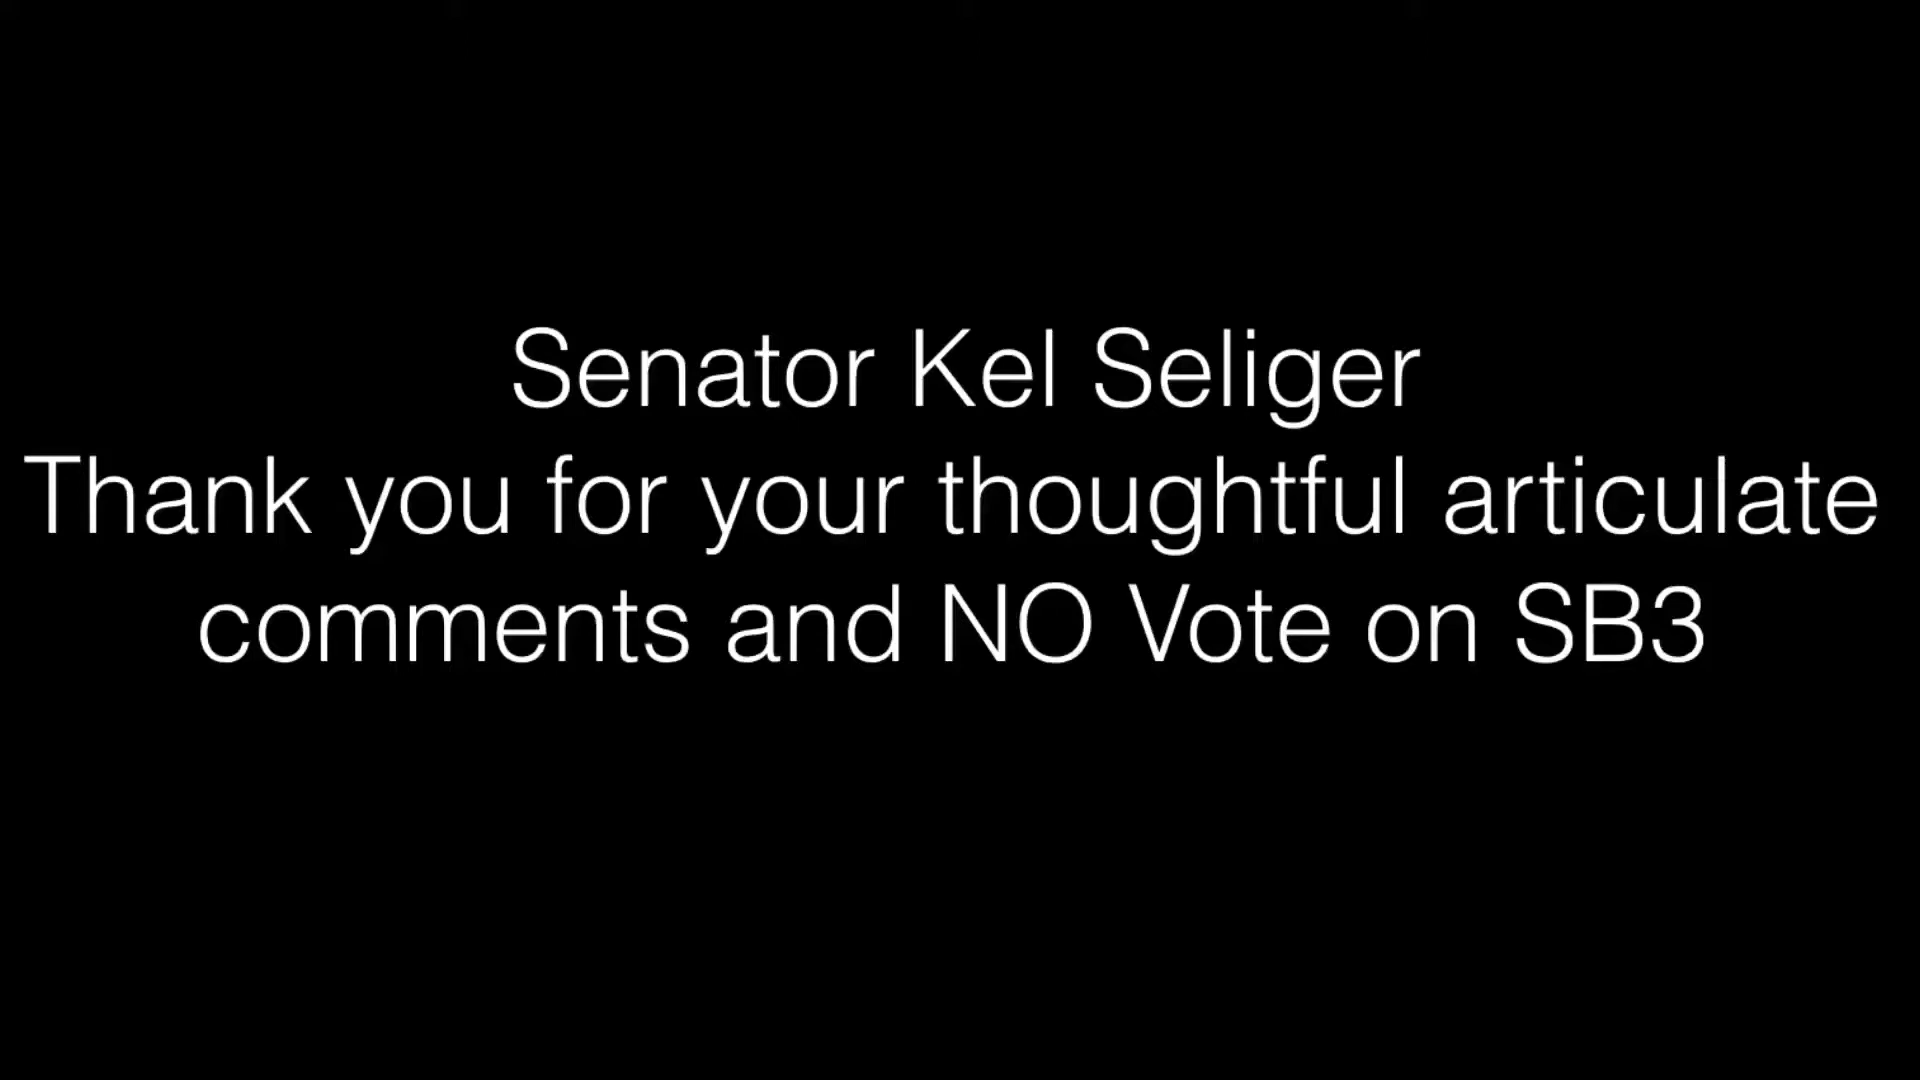 Senator Kel Seliger
Thank you for your thoughtful articulate
comments and NO Vote on SB3